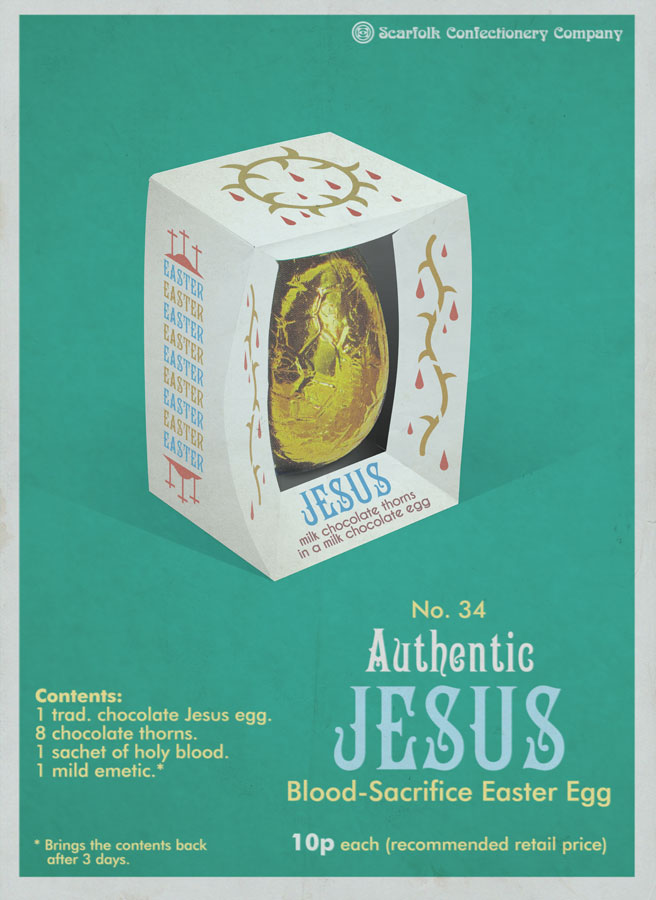 Scarfolk Confectionery Company
EASTER
EASTER
EASTER
EASTER
EASTER
EASTER
EASTER
EASTER
EASTER
JESUS
milk chocolate thorns
in a milk chocolate egg
No. 34
Authentic
JESUS
Blood-Sacrifice Easter Egg
10p each (recommended retail price)
Contents:
1 trad. chocolate Jesus egg.
8 chocolate thorns.
1 sachet of holy blood.
1 mild emetic.*
* Brings the contents back
after 3 days.